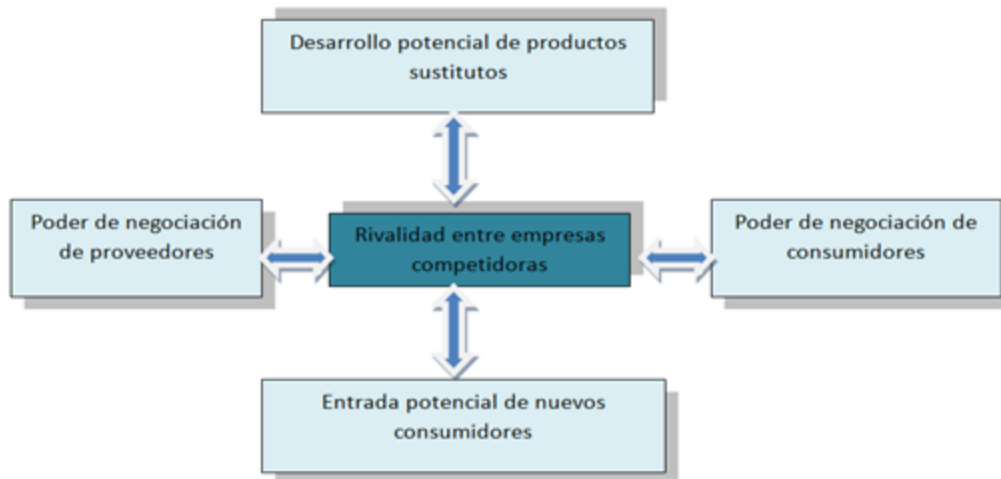 Desarrollo potencial de productos
sustitutos
Poder de negociación
de proveedores
Rivalidad entre empresas
competidoras
Poder de negociación de
consumidores
Entrada potencial de nuevos
consumidores